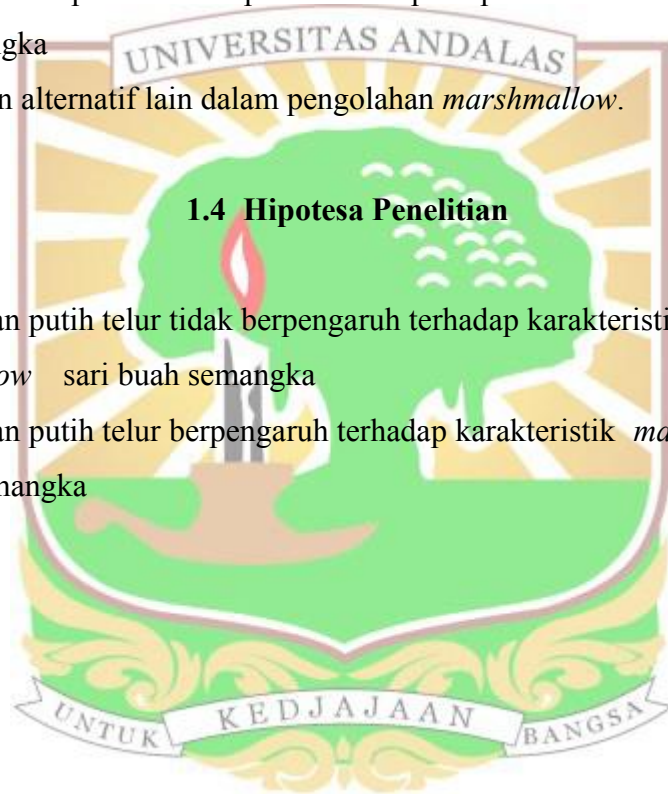 ngka
UNIVERSITAS ANDALAS
n alternatif lain dalam pengolahan marshmallow.
1.4 Hipotesa Penelitian
an putih telur tidak berpengaruh terhadap karakteristi
ow sari buah semangka
an putih telur berpengaruh terhadap karakteristik ma
nangka
UNTUK KEDJAJAAN BANGSA